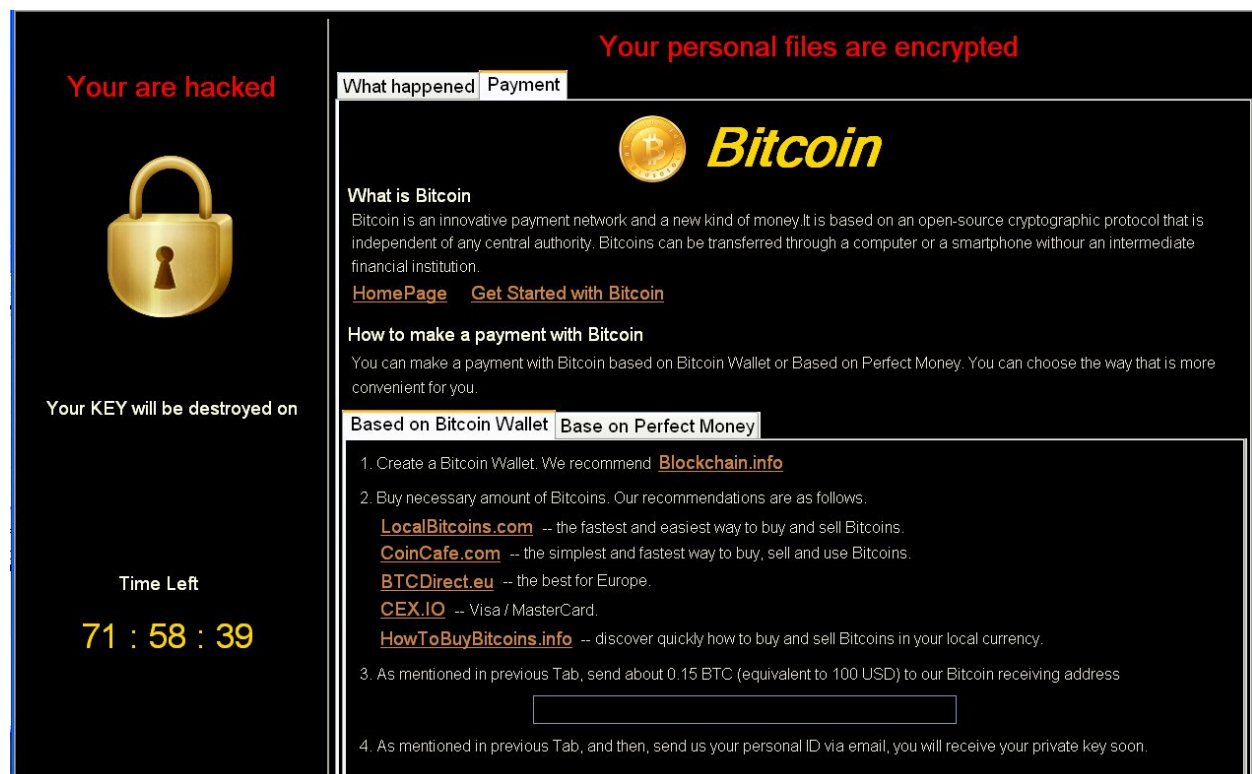 Your are hacked
Your KEY will be destroyed on
Time Left
71 : 58 : 39
Your personal files are encrypted
What happened
Payment
Bitcoin
What is Bitcoin
Bitcoin is an innovative payment network and a new kind of money.It is based on an open-source cryptographic protocol that is
independent of any central authority. Bitcoins can be transferred through a computer or a smartphone withour an intermediate
financial institution.
HomePage Get Started with Bitcoin
How to make a payment with Bitcoin
You can make a payment with Bitcoin based on Bitcoin Wallet or Based on Perfect Money. You can choose the way that is more
convenient for you.
Based on Bitcoin Wallet
Base on Perfect Money
1. Create a Bitcoin Wallet. We recommend Blockchain.info
2. Buy necessary amount of Bitcoins. Our recommendations are as follows.
LocalBitcoins.com -- the fastest and easiest way to buy and sell Bitcoins.
CoinCafe.com -- the simplest and fastest way to buy, sell and use Bitcoins.
BTCDirect.eu -- the best for Europe.
CEX.IO -- Visa / MasterCard.
HowToBuyBitcoins.info -- discover quickly how to buy and sell Bitcoins in your local currency.
3. As mentioned in previous Tab, send about 0.15 BTC (equivalent to 100 USD) to our Bitcoin receiving address
4. As mentioned in previous Tab, and then, send us your personal ID via email, you will receive your private key soon.